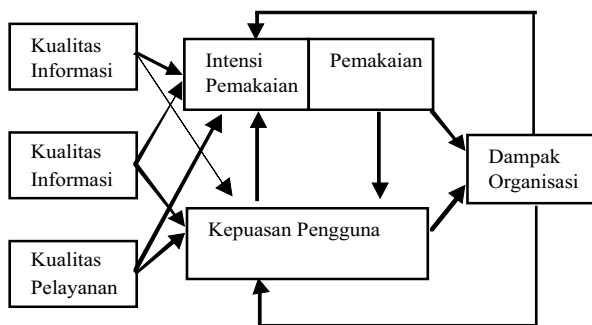 Kualitas
Informasi
Intensi
Pemakaian
Pemakaian
Kualitas
Informasi
Dampak
Organisasi
Kepuasan Pengguna
Kualitas
Pelayanan